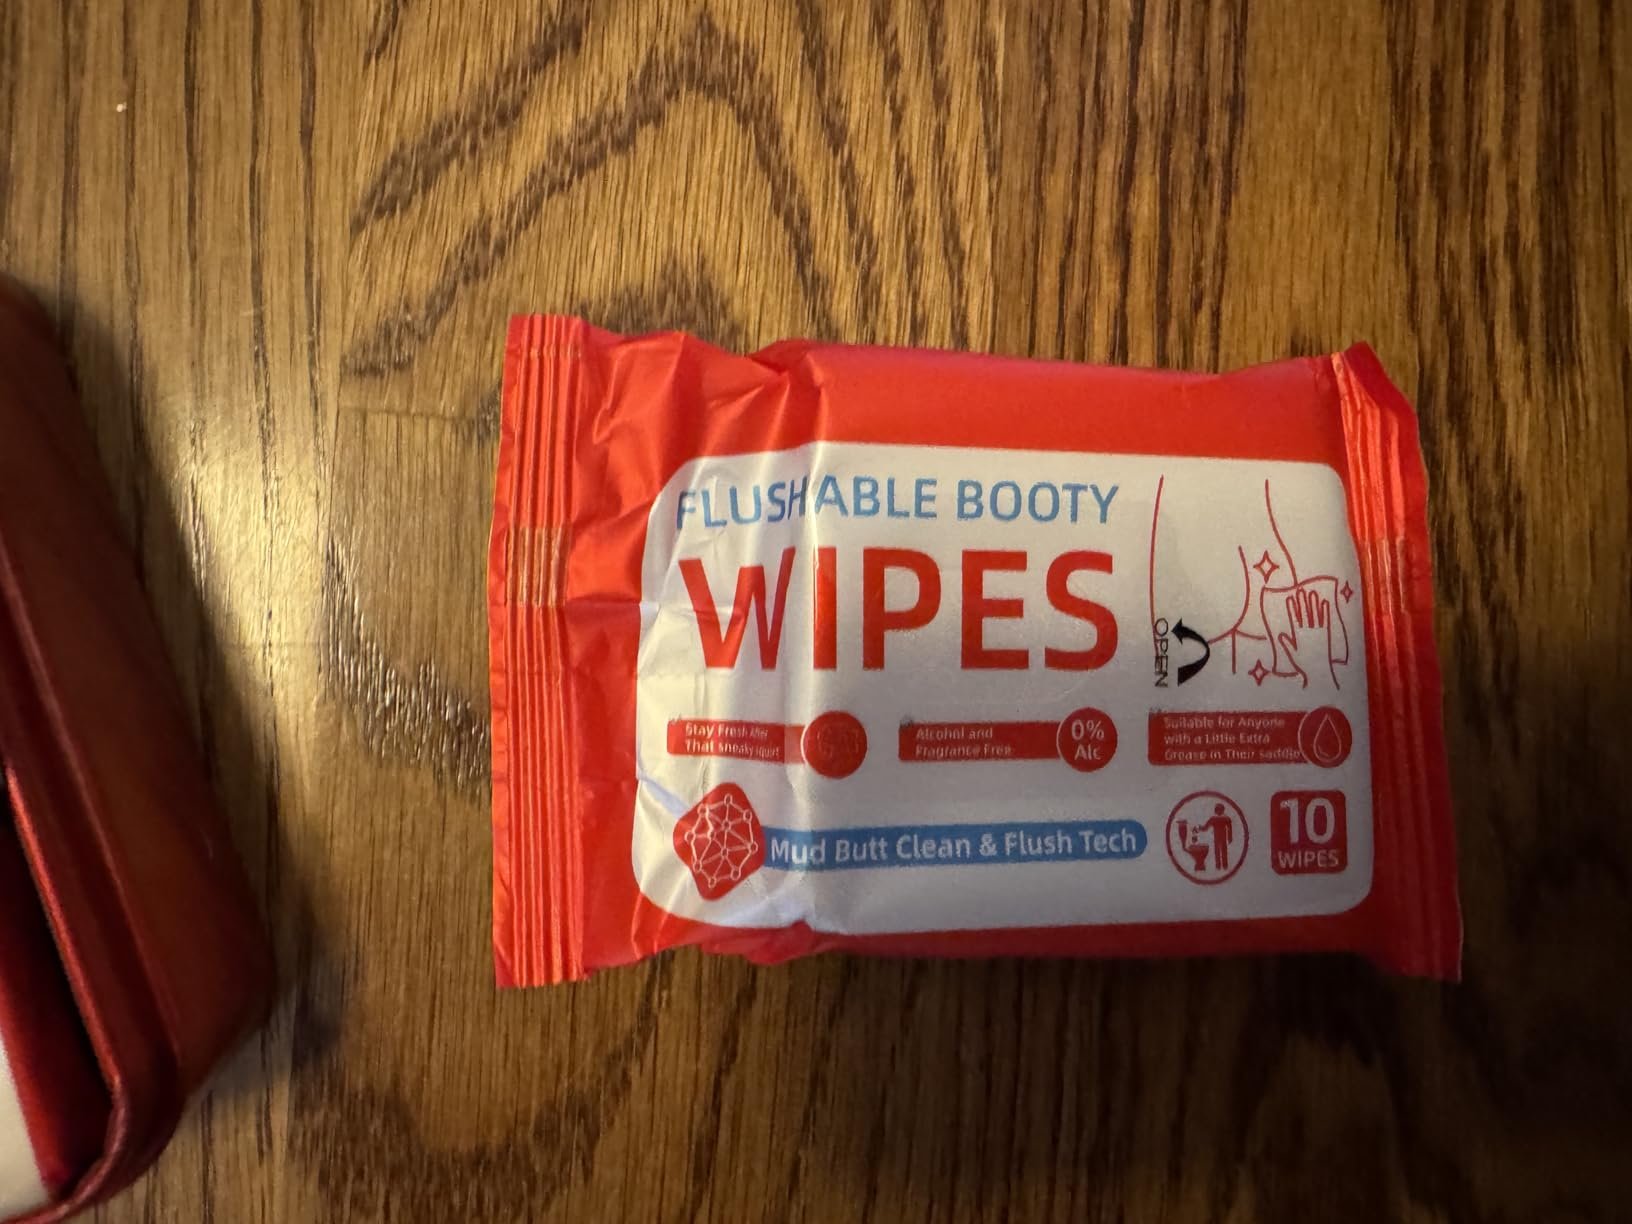 FLUSHABLE BOOTY
WIPES
OPEN
Stay Fresh After
That sneaky squirt
Alcohol and
Fragrance Free
0%
Alc
Suitable for Anyone
with a Little Extra
Grease in Their saddle
Mud Butt Clean & Flush Tech
10
WIPES